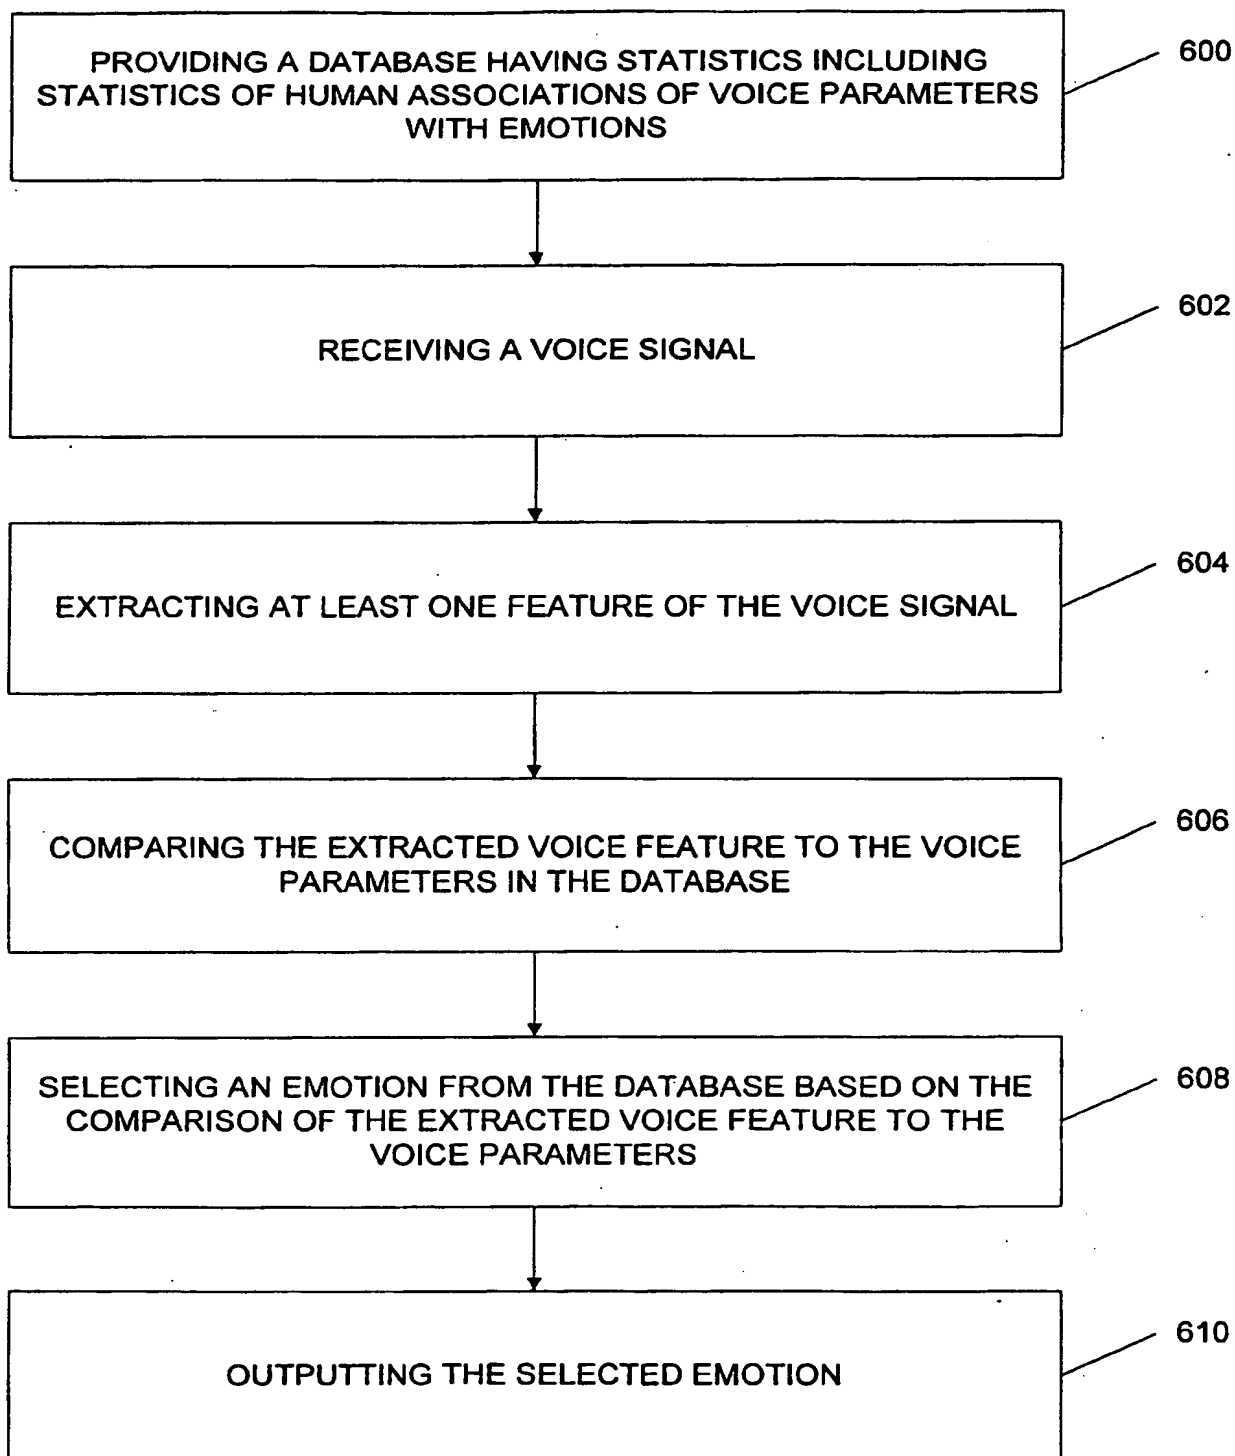 PROVIDING A DATABASE HAVING STATISTICS INCLUDING
STATISTICS OF HUMAN ASSOCIATIONS OF VOICE PARAMETERS
WITH EMOTIONS
600
RECEIVING A VOICE SIGNAL
602
EXTRACTING AT LEAST ONE FEATURE OF THE VOICE SIGNAL
604
COMPARING THE EXTRACTED VOICE FEATURE TO THE VOICE
PARAMETERS IN THE DATABASE
606
SELECTING AN EMOTION FROM THE DATABASE BASED ON THE
COMPARISON OF THE EXTRACTED VOICE FEATURE TO THE
VOICE PARAMETERS
608
OUTPUTTING THE SELECTED EMOTION
610